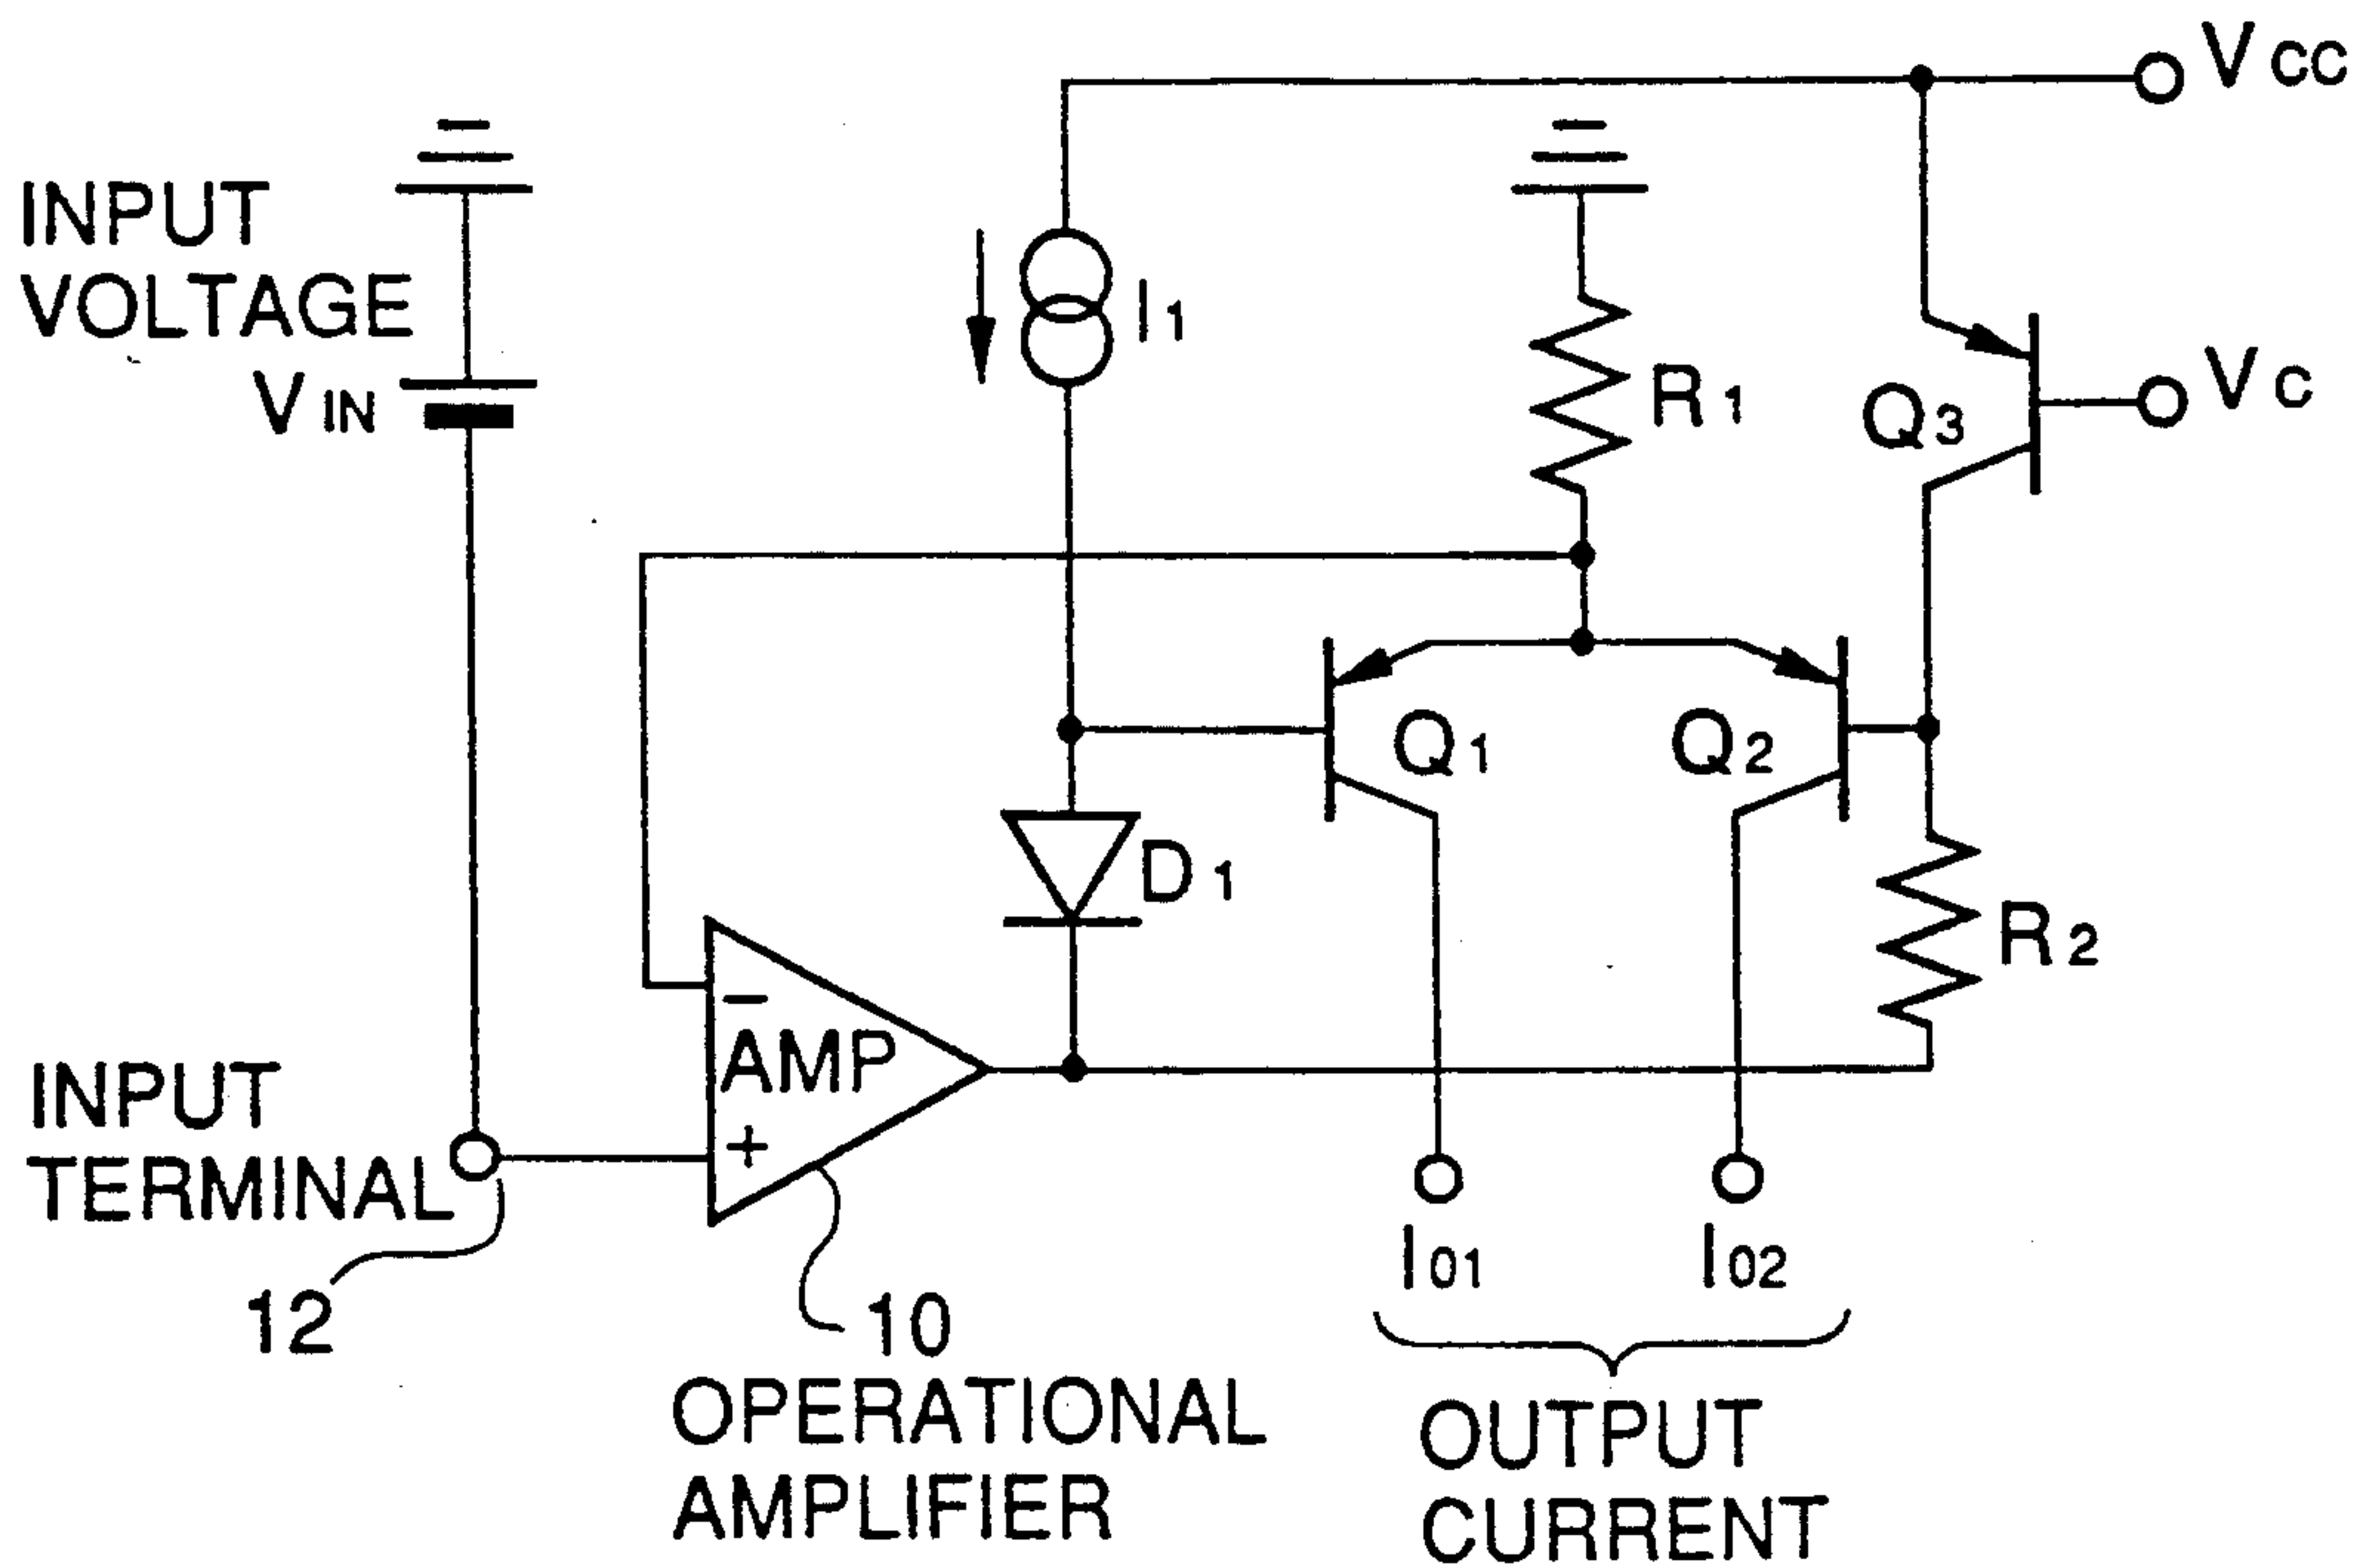 VCC
INPUT
VOLTAGE
VIN
I1
R1
Q3
VC
Q1
Q2
D1
R2
−
AMP
+
INPUT
TERMINAL
12
10
OPERATIONAL
AMPLIFIER
I01
I02
OUTPUT
CURRENT